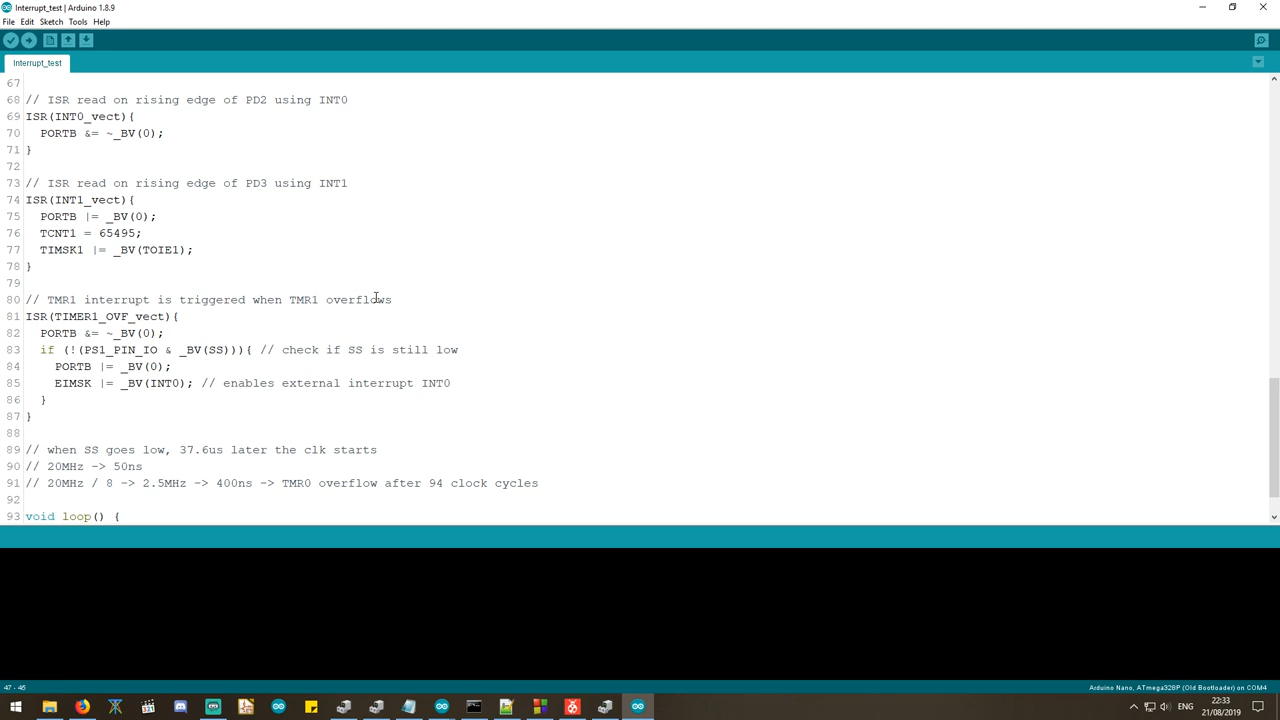 Interrupt_test | Arduino 1.8.9
File Edit Sketch Tools Help
Interrupt_test
67
68 // ISR read on rising edge of PD2 using INT0
69 ISR(INT0_vect){
70   PORTB &= ~_BV(0);
71 }
72
73 // ISR read on rising edge of PD3 using INT1
74 ISR(INT1_vect){
75   PORTB |= _BV(0);
76   TCNT1 = 65495;
77   TIMSK1 |= _BV(TOIE1);
78 }
79
80 // TMR1 interrupt is triggered when TMR1 overflows
81 ISR(TIMER1_OVF_vect){
82   PORTB &= ~_BV(0);
83   if (!(PS1_PIN_IO & _BV(SS))){ // check if SS is still low
84     PORTB |= _BV(0);
85     EIMSK |= _BV(INT0); // enables external interrupt INT0
86   }
87 }
88
89 // when SS goes low, 37.6us later the clk starts
90 // 20MHz -> 50ns
91 // 20MHz / 8 -> 2.5MHz -> 400ns -> TMR0 overflow after 94 clock cycles
92
93 void loop() {
47 - 46
Arduino Nano, ATmega328P (Old Bootloader) on COM4
ENG
22:33
21/08/2019